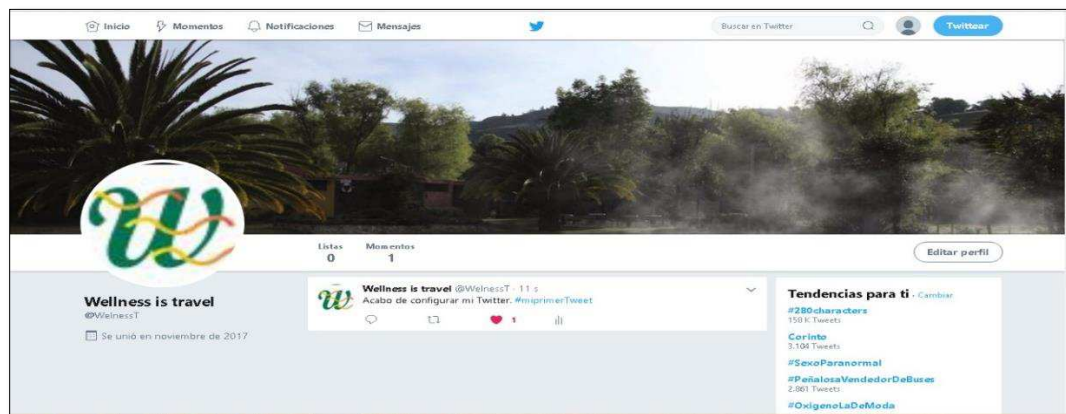 Inicio Momentos Notificaciones Mensajes Buscar en Twitter Twittear
Listas Momentos
0 1
Editar perfil
Wellness is travel
@WelnessT
Se unió en noviembre de 2017
Wellness is travel @WelnessT · 11 s
Acabo de configurar mi Twitter. #miprimerTweet
1
Tendencias para ti · Cambiar
#280characters
150 K Tweets
Corinto
3.104 Tweets
#SexoParanormal
#PeñalosaVendedorDeBuses
2.861 Tweets
#OxigenoLaDeModa